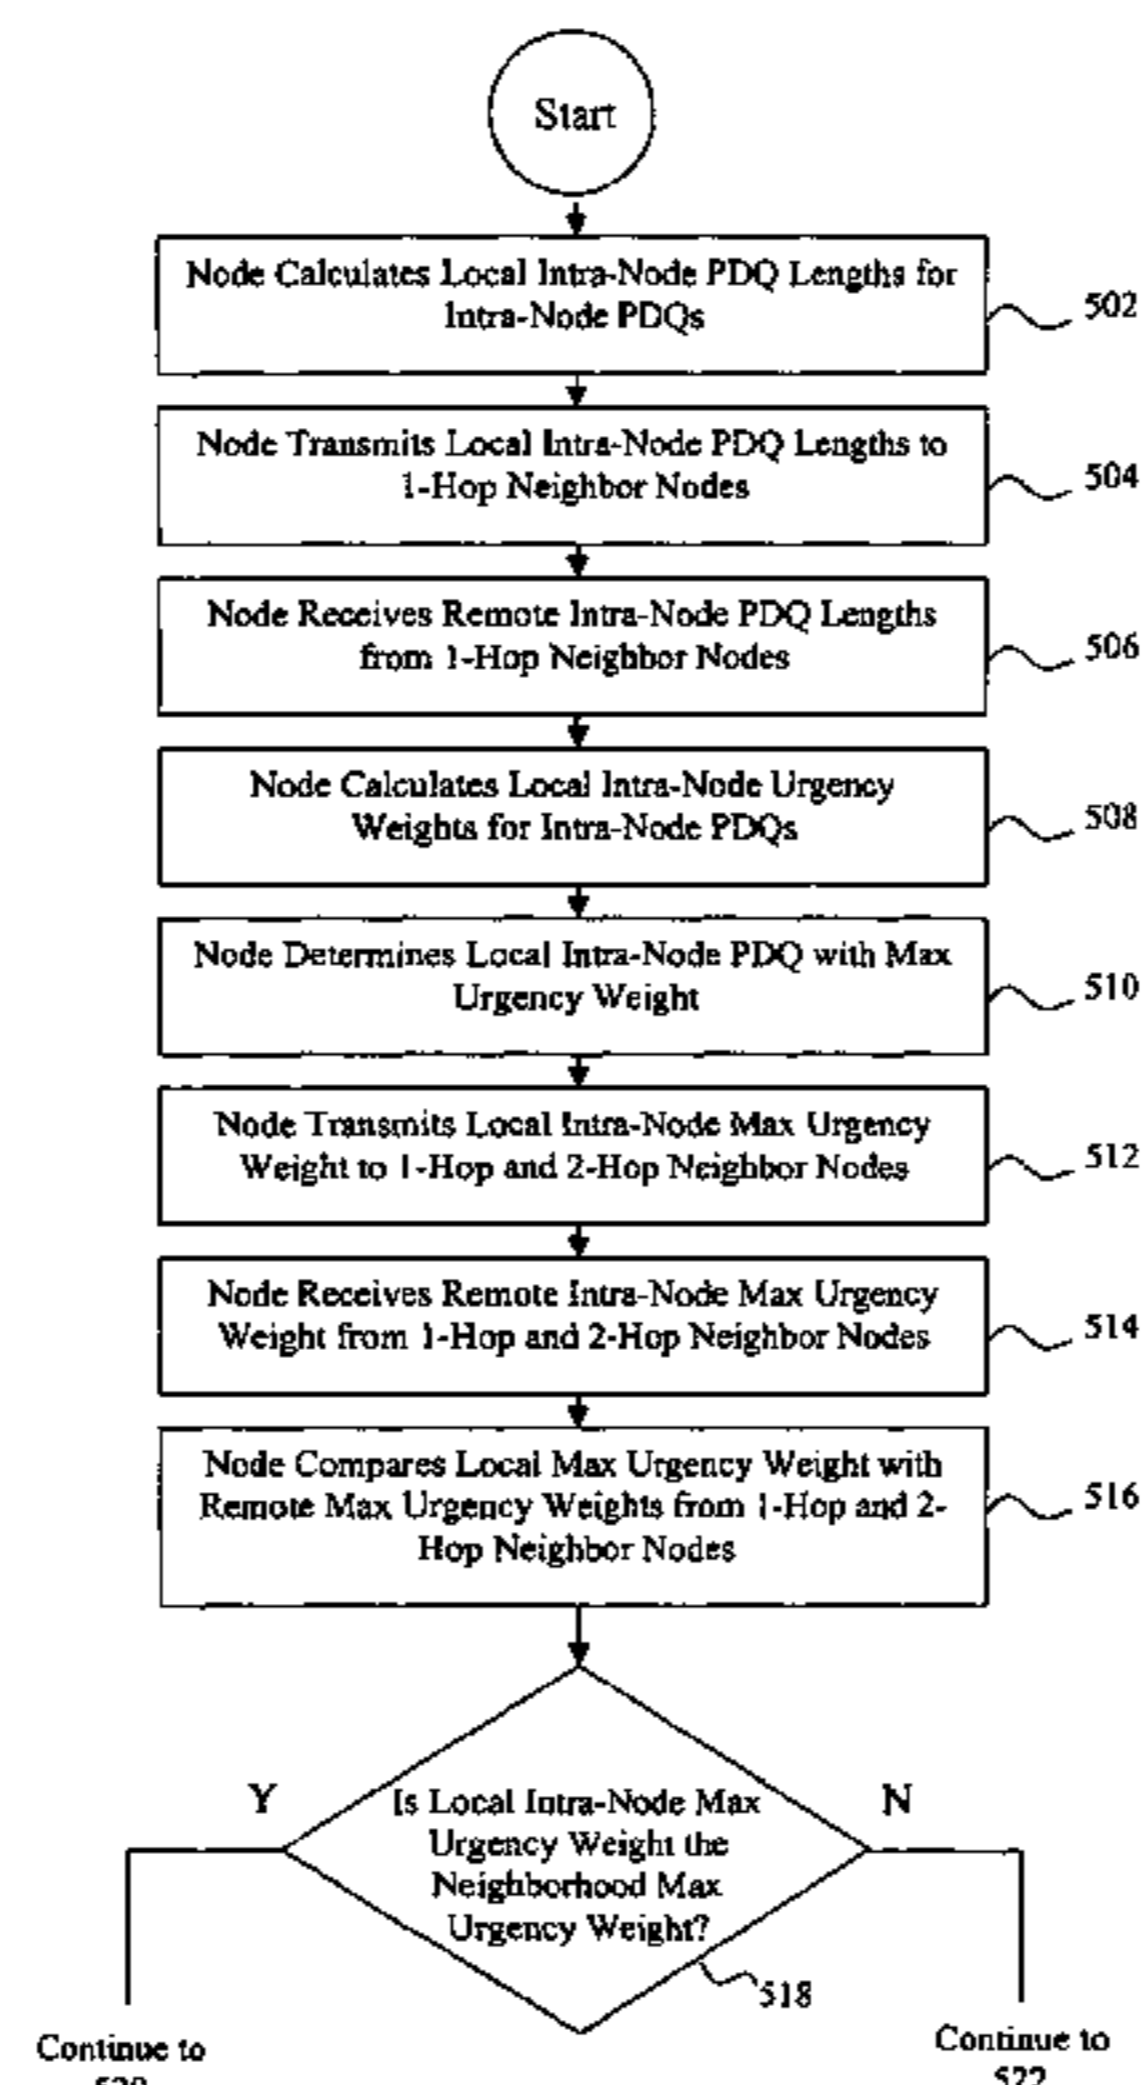 Start
Node Calculates Local Intra-Node PDQ Lengths for
Intra-Node PDQs
502
Node Transmits Local Intra-Node PDQ Lengths to
1-Hop Neighbor Nodes
504
Node Receives Remote Intra-Node PDQ Lengths
from 1-Hop Neighbor Nodes
506
Node Calculates Local Intra-Node Urgency
Weights for Intra-Node PDQs
508
Node Determines Local Intra-Node PDQ with Max
Urgency Weight
510
Node Transmits Local Intra-Node Max Urgency
Weight to 1-Hop and 2-Hop Neighbor Nodes
512
Node Receives Remote Intra-Node Max Urgency
Weight from 1-Hop and 2-Hop Neighbor Nodes
514
Node Compares Local Max Urgency Weight with
Remote Max Urgency Weights from 1-Hop and 2-
Hop Neighbor Nodes
516
Y
N
Is Local Intra-Node Max
Urgency Weight the
Neighborhood Max
Urgency Weight?
518
Continue to
Continue to
522